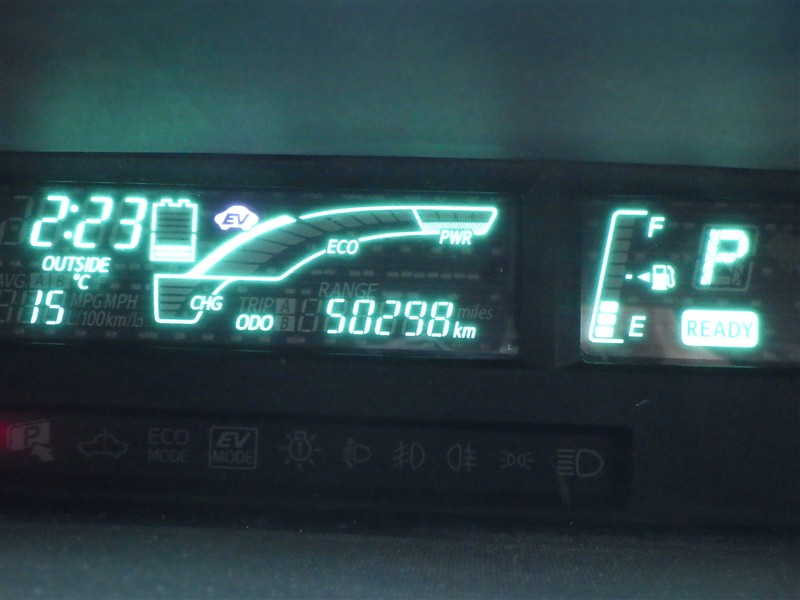 2:23
EV
F
P
ECO
PWR
OUTSIDE
°C
CHG
15
AVG A B
MPG MPH
/100km/L
TRIP A B
RANGE
miles
ODO 50298 km
E
READY
P
ECO MODE
EV MODE